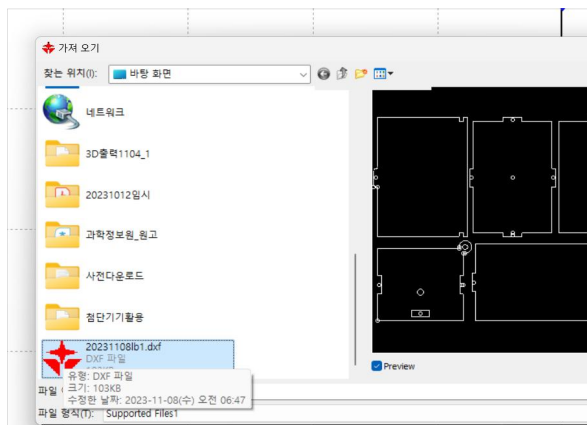 가져 오기
찾는 위치(I):
바탕 화면
네트워크
3D출력1104_1
20231012임시
과학정보원_원고
사전다운로드
첨단기기활용
20231108lb1.dxf
DXF 파일
유형: DXF 파일
크기: 103KB
수정한 날짜: 2023-11-08(수) 오전 06:47
Preview
파일
파일 형식(T):
Supported Files1